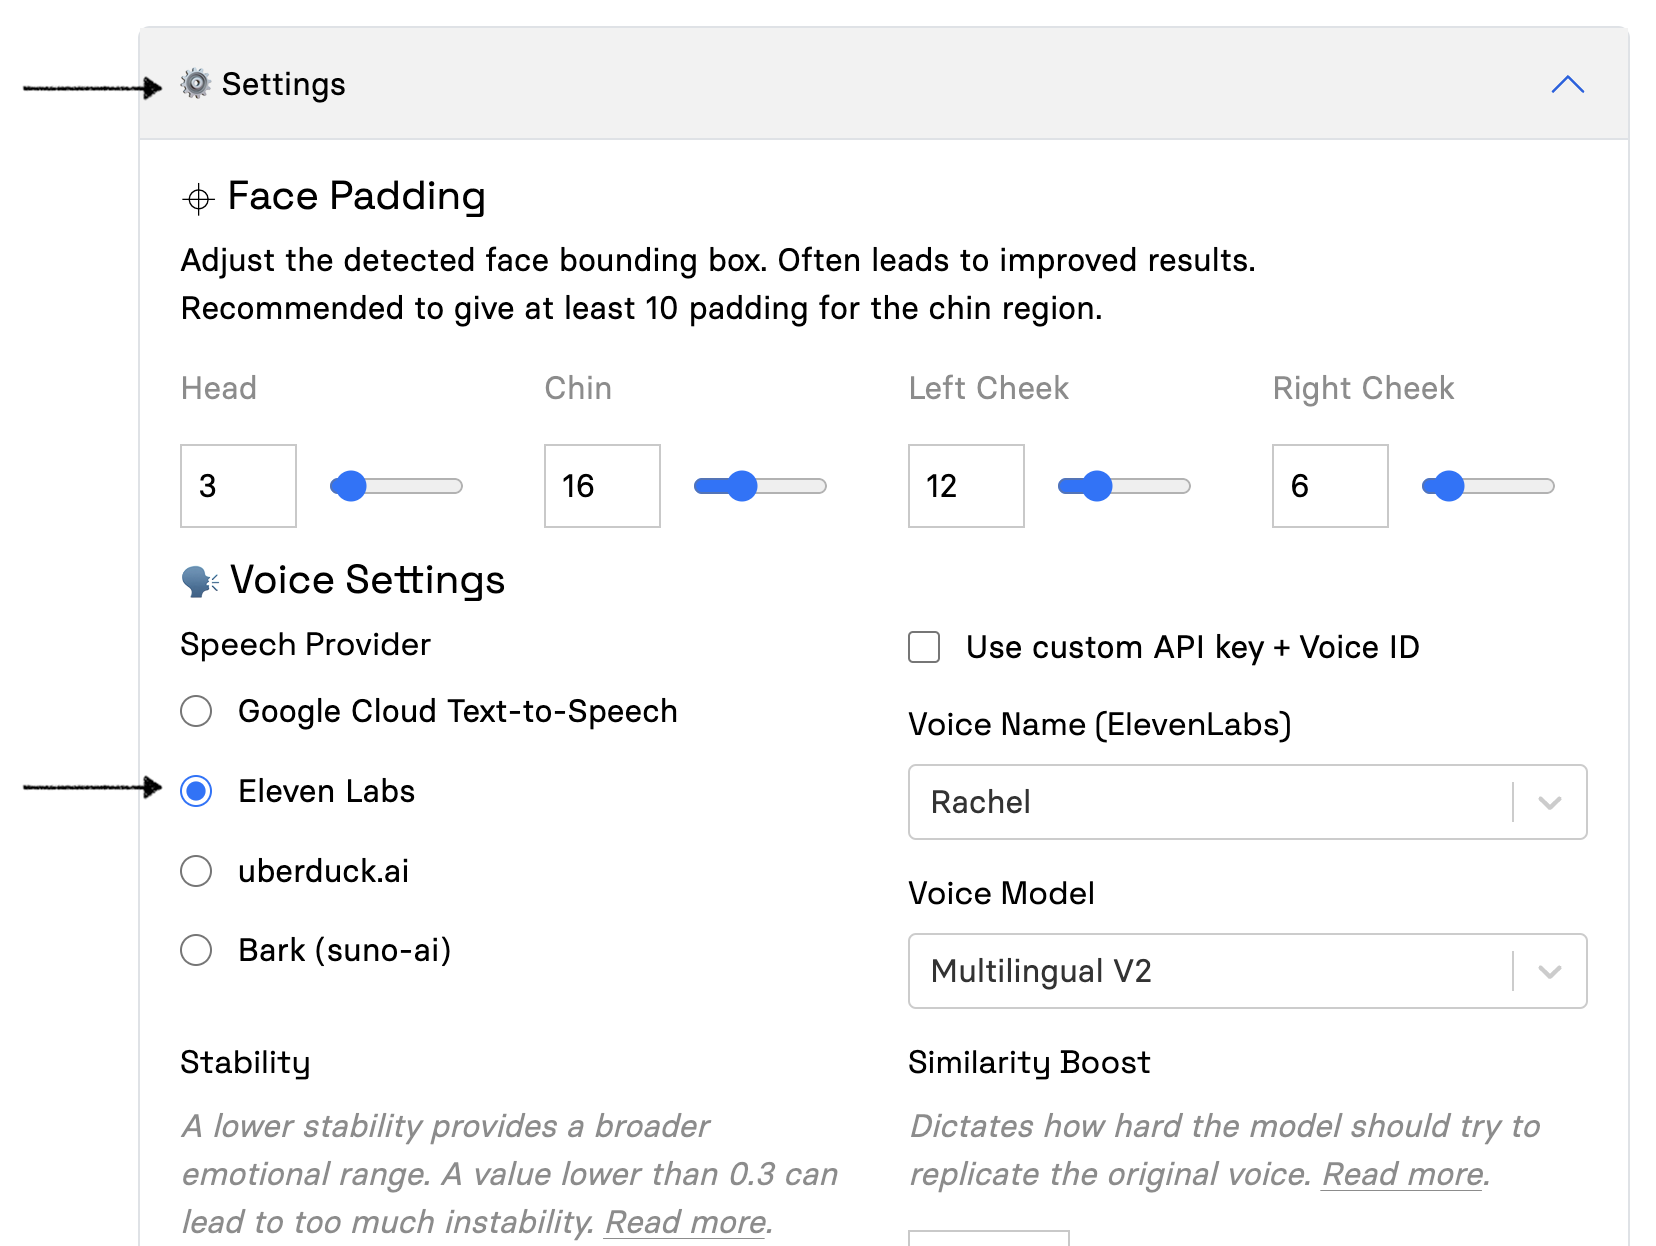 Settings
Face Padding
Adjust the detected face bounding box. Often leads to improved results.
Recommended to give at least 10 padding for the chin region.
Head
Chin
Left Cheek
Right Cheek
3
16
12
6
Voice Settings
Speech Provider
Google Cloud Text-to-Speech
Eleven Labs
uberduck.ai
Bark (suno-ai)
Use custom API key + Voice ID
Voice Name (ElevenLabs)
Rachel
Voice Model
Multilingual V2
Stability
A lower stability provides a broader
emotional range. A value lower than 0.3 can
lead to too much instability. Read more.
Similarity Boost
Dictates how hard the model should try to
replicate the original voice. Read more.